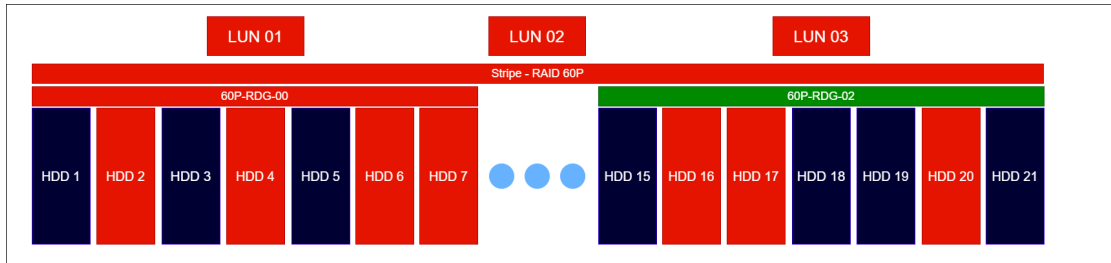 LUN 01 LUN 02 LUN 03
Stripe - RAID 60P
60P-RDG-00 60P-RDG-02
HDD 1 HDD 2 HDD 3 HDD 4 HDD 5 HDD 6 HDD 7 HDD 15 HDD 16 HDD 17 HDD 18 HDD 19 HDD 20 HDD 21